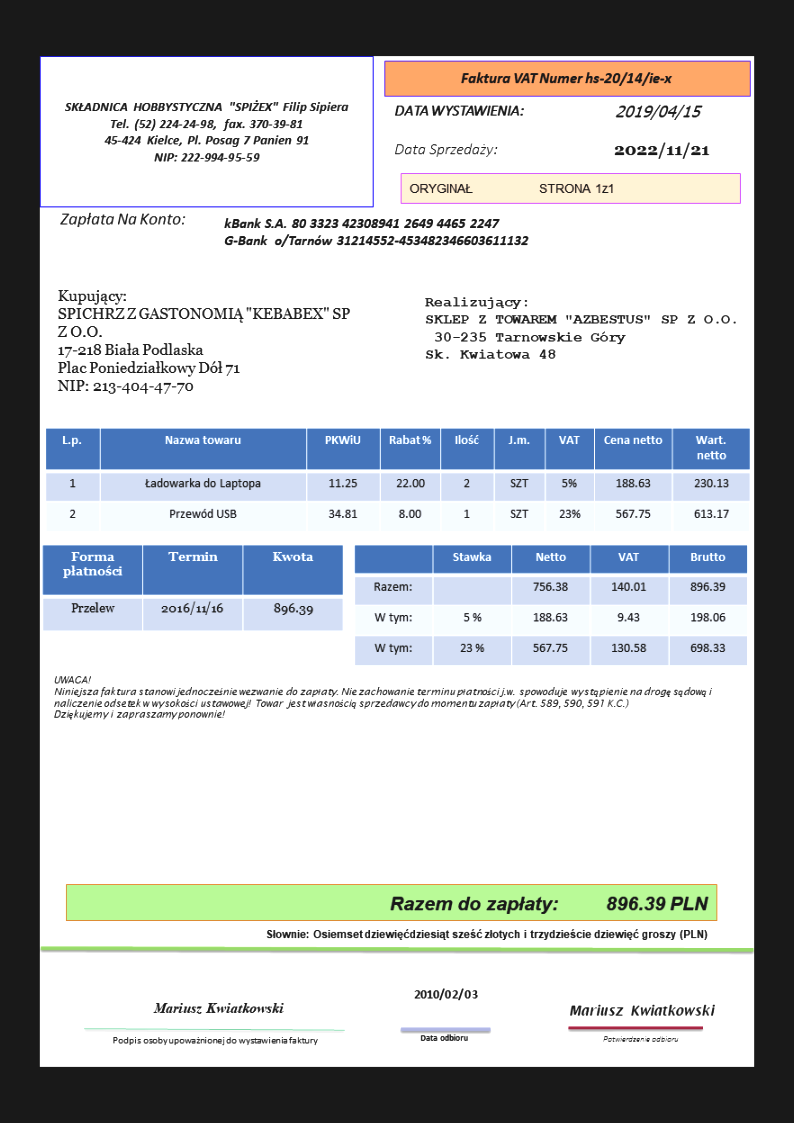 SKŁADNICA HOBBYSTYCZNA "SPIŻEX" Filip Sipiera
Tel. (52) 224-24-98, fax. 370-39-81
45-424 Kielce, Pl. Posag 7 Panien 91
NIP: 222-994-95-59
Faktura VAT Numer hs-20/14/ie-x
DATA WYSTAWIENIA: 2019/04/15
Data Sprzedaży: 2022/11/21
ORYGINAŁ STRONA 1z1
Zapłata Na Konto:
kBank S.A. 80 3323 42308941 2649 4465 2247
G-Bank o/Tarnów 31214552-453482346603611132
Kupujący:
SPICHRZ Z GASTONOMIĄ "KEBABEX" SP
Z O.O.
17-218 Biała Podlaska
Plac Poniedziałkowy Dół 71
NIP: 213-404-47-70
Realizujący:
SKLEP Z TOWAREM "AZBESTUS" SP Z O.O.
30-235 Tarnowskie Góry
Sk. Kwiatowa 48
L.p. Nazwa towaru PKWiU Rabat % Ilość J.m. VAT Cena netto Wart. netto
1 Ładowarka do Laptopa 11.25 22.00 2 SZT 5% 188.63 230.13
2 Przewód USB 34.81 8.00 1 SZT 23% 567.75 613.17
Forma płatności Termin Kwota
Przelew 2016/11/16 896.39
Stawka Netto VAT Brutto
Razem: 756.38 140.01 896.39
W tym: 5 % 188.63 9.43 198.06
W tym: 23 % 567.75 130.58 698.33
UWAGA!
Niniejsza faktura stanowi jednocześnie wezwanie do zapłaty. Nie zachowanie terminu płatności j.w. spowoduje wystąpienie na drogę sądową i
naliczenie odsetek w wysokości ustawowej! Towar jest własnością sprzedawcy do momentu zapłaty (Art. 589, 590, 591 K.C.)
Dziękujemy i zapraszamy ponownie!
Razem do zapłaty: 896.39 PLN
Słownie: Osiemset dziewięćdziesiąt sześć złotych i trzydzieście dziewięć groszy (PLN)
Mariusz Kwiatkowski
Podpis osoby upoważnionej do wystawienia faktury
2010/02/03
Data odbioru
Mariusz Kwiatkowski
Potwierdzenie odbioru